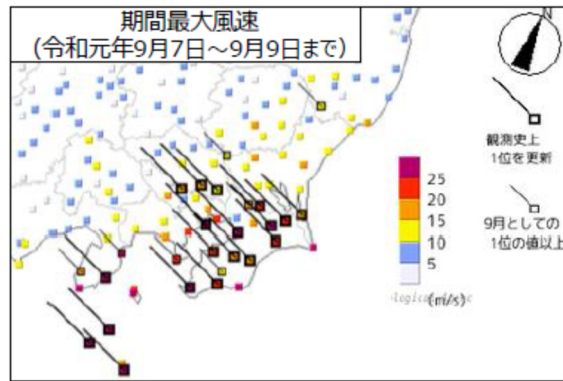 期間最大風速
(令和元年9月7日～9月9日まで)
N
観測史上
1位を更新
25
20
15
10
5
(m/s)
9月としての
1位の値以上